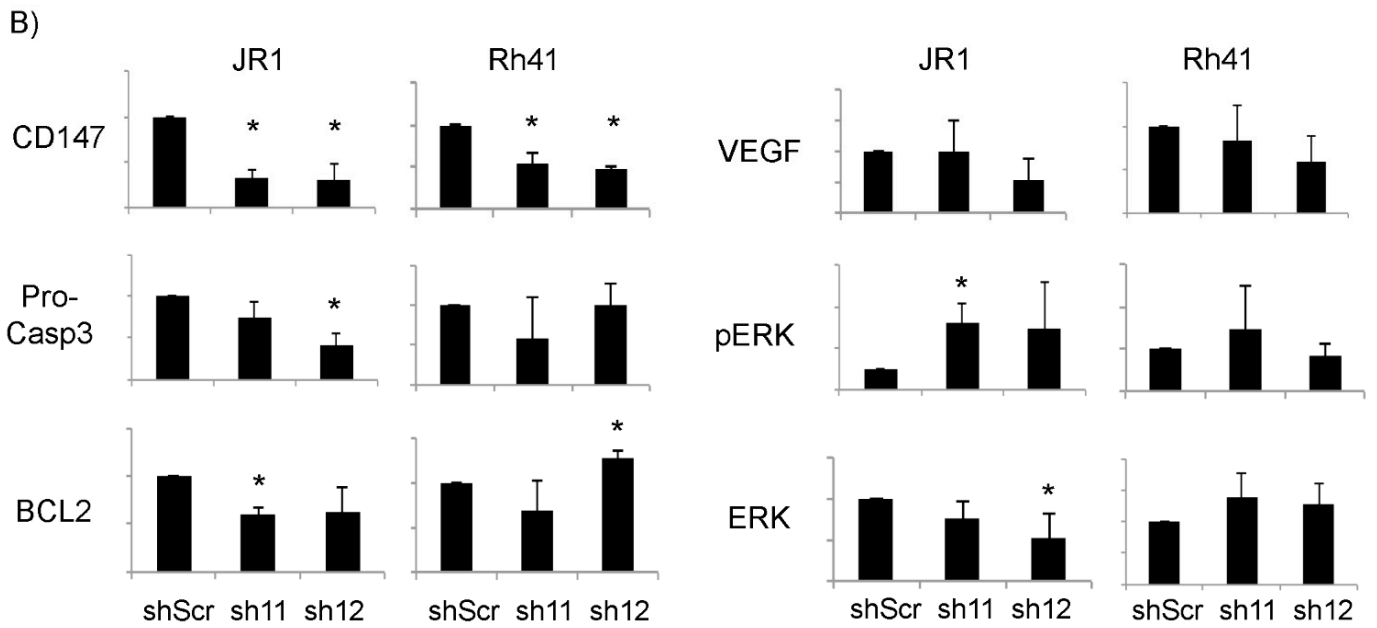 B)
JR1 Rh41 JR1 Rh41
CD147 * * * * VEGF
Pro-
Casp3 * pERK *
BCL2 * * ERK *
shScr sh11 sh12 shScr sh11 sh12 shScr sh11 sh12 shScr sh11 sh12